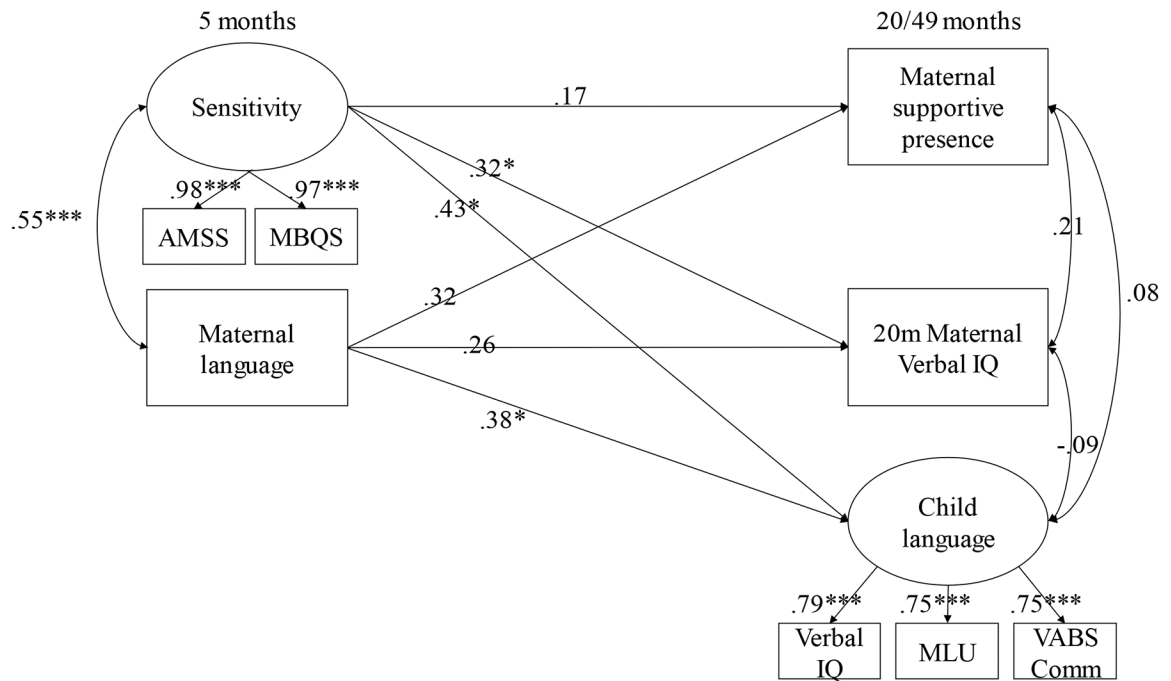 5 months
20/49 months
Sensitivity
Maternal
supportive
presence
.17
.32*
.43*
.98***
.97***
AMSS
MBQS
.55***
.21
.08
.32
Maternal
language
.26
20m Maternal
Verbal IQ
.38*
-.09
Child
language
.79***
.75***
.75***
Verbal
IQ
MLU
VABS
Comm